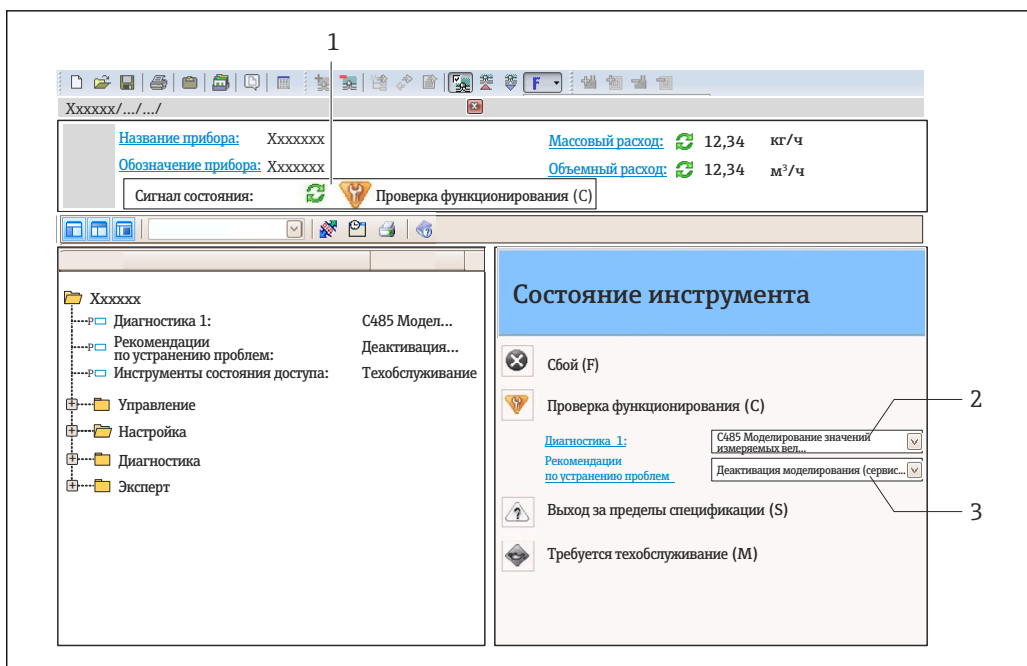 1
F
Xxxxxx/.../.../
Название прибора: Xxxxxxx
Массовый расход: 12,34 кг/ч
Обозначение прибора: Xxxxxxx
Объемный расход: 12,34 м³/ч
Сигнал состояния: Проверка функционирования (C)
Xxxxxx
P Диагностика 1: C485 Модел...
P Рекомендации
по устранению проблем: Деактивация...
P Инструменты состояния доступа: Техобслуживание
Управление
Настройка
Диагностика
Эксперт
Состояние инструмента
Сбой (F)
Проверка функционирования (C)
2
Диагностика 1:
C485 Моделирование значений
измеряемых вел...
Рекомендации
по устранению проблем
Деактивация моделирования (сервис...
3
Выход за пределы спецификации (S)
Требуется техобслуживание (M)